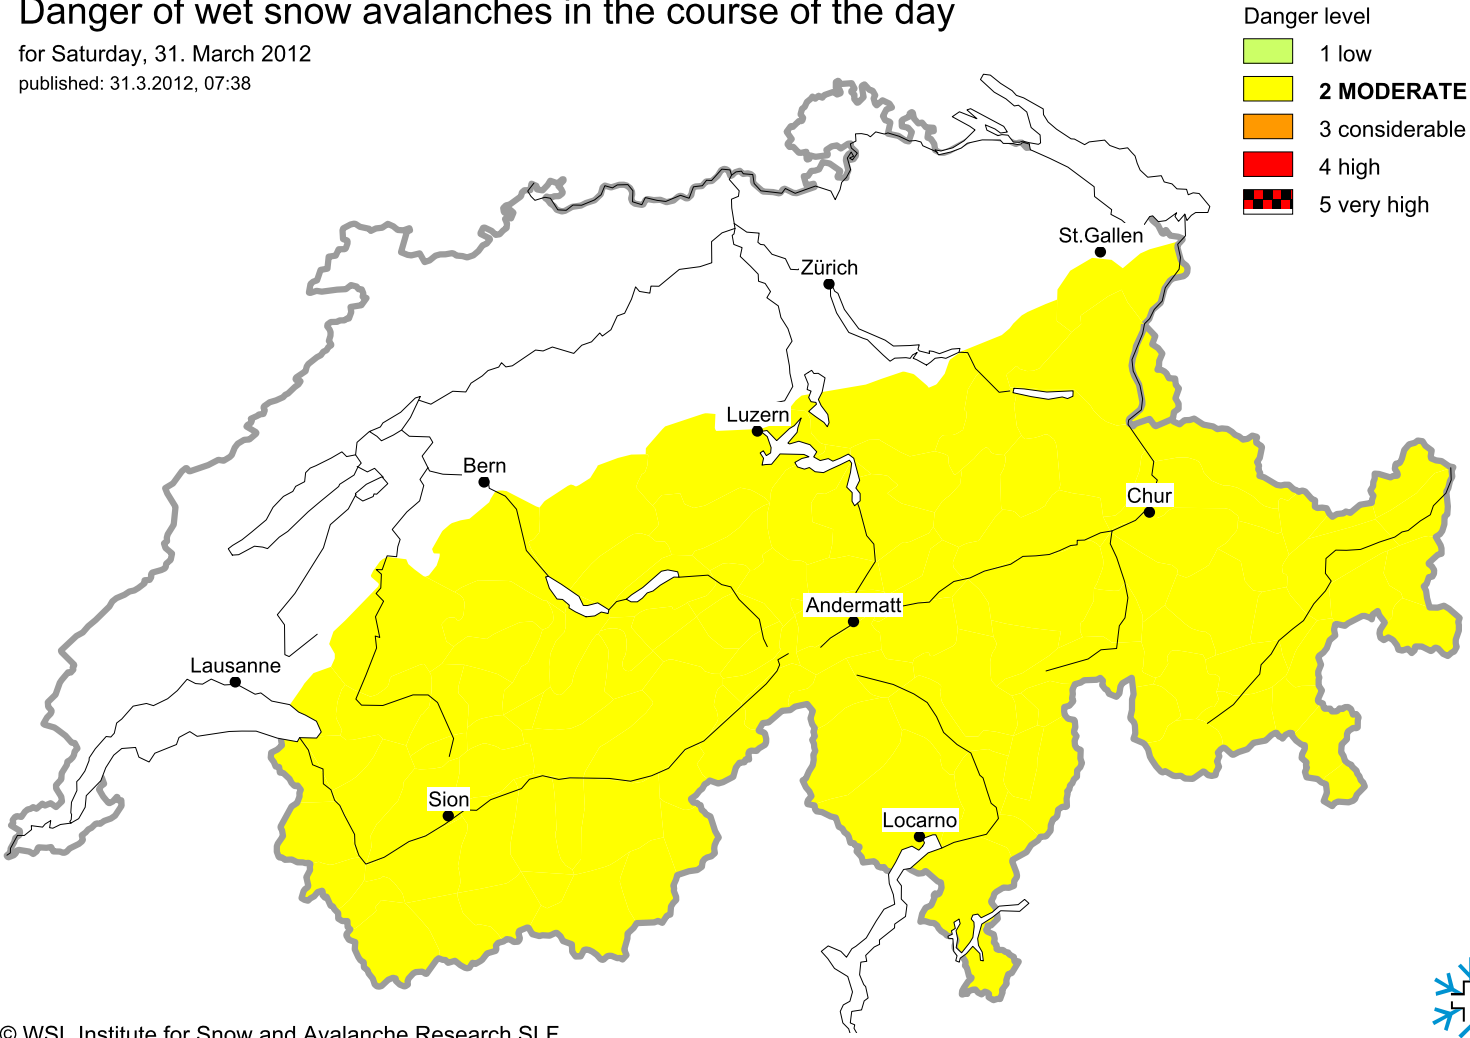 Danger of wet snow avalanches in the course of the day
for Saturday, 31. March 2012
published: 31.3.2012, 07:38
Danger level
1 low
2 MODERATE
3 considerable
4 high
5 very high
St.Gallen
Zürich
Luzern
Bern
Chur
Andermatt
Lausanne
Sion
Locarno
© WSL Institute for Snow and Avalanche Research SLF